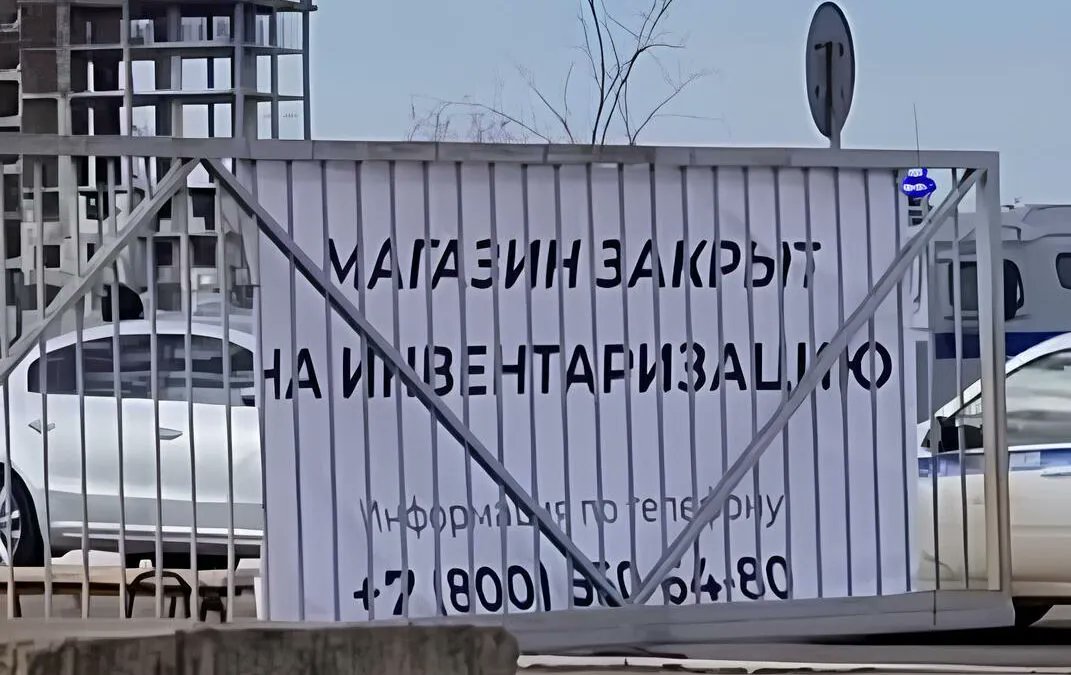 МАГАЗИН ЗАКРЫТ
НА ИНВЕНТАРИЗАЦИЮ
Информация по телефону
+7 (800)